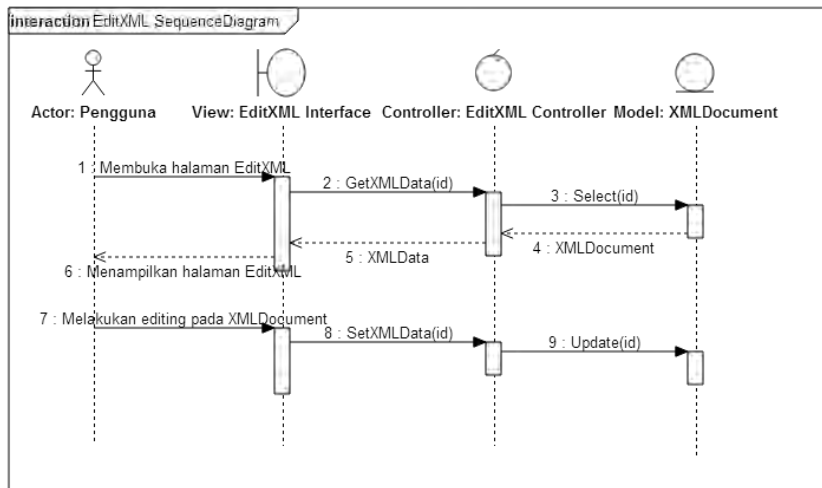 interaction EditXML SequenceDiagram
Actor: Pengguna
View: EditXML Interface
Controller: EditXML Controller
Model: XMLDocument
1 : Membuka halaman EditXML
2 : GetXMLData(id)
3 : Select(id)
4 : XMLDocument
5 : XMLData
6 : Menampilkan halaman EditXML
7 : Melakukan editing pada XMLDocument
8 : SetXMLData(id)
9 : Update(id)